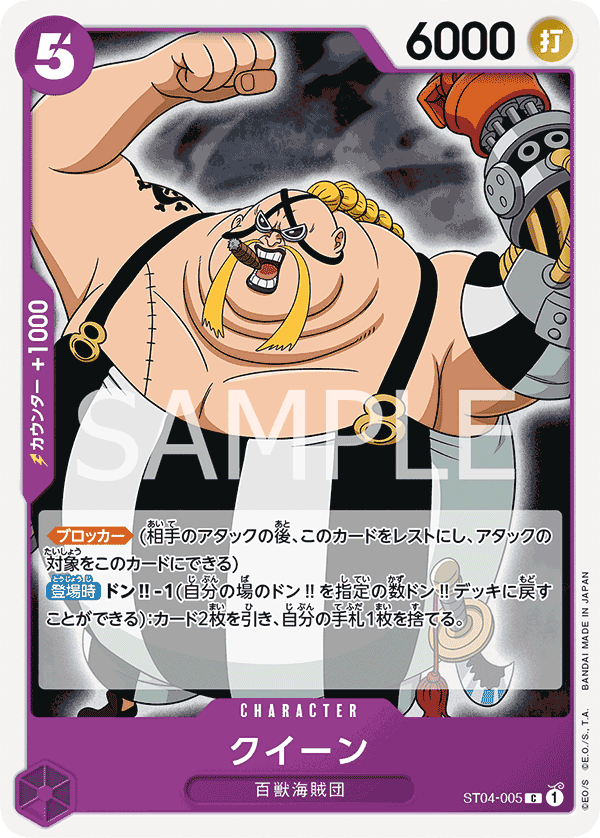 5
6000
打
カウンター +1000
SAMPLE
ブロッカー (相手のアタックの後、このカードをレストにし、アタックの
対象をこのカードにできる)
登場時 ドン!!-1(自分の場のドン!!を指定の数ドン!!デッキに戻す
ことができる):カード2枚を引き、自分の手札1枚を捨てる。
CHARACTER
クイーン
百獣海賊団
ST04-005 C 1
©EO/S ©E.O./S., T.A. BANDAI MADE IN JAPAN